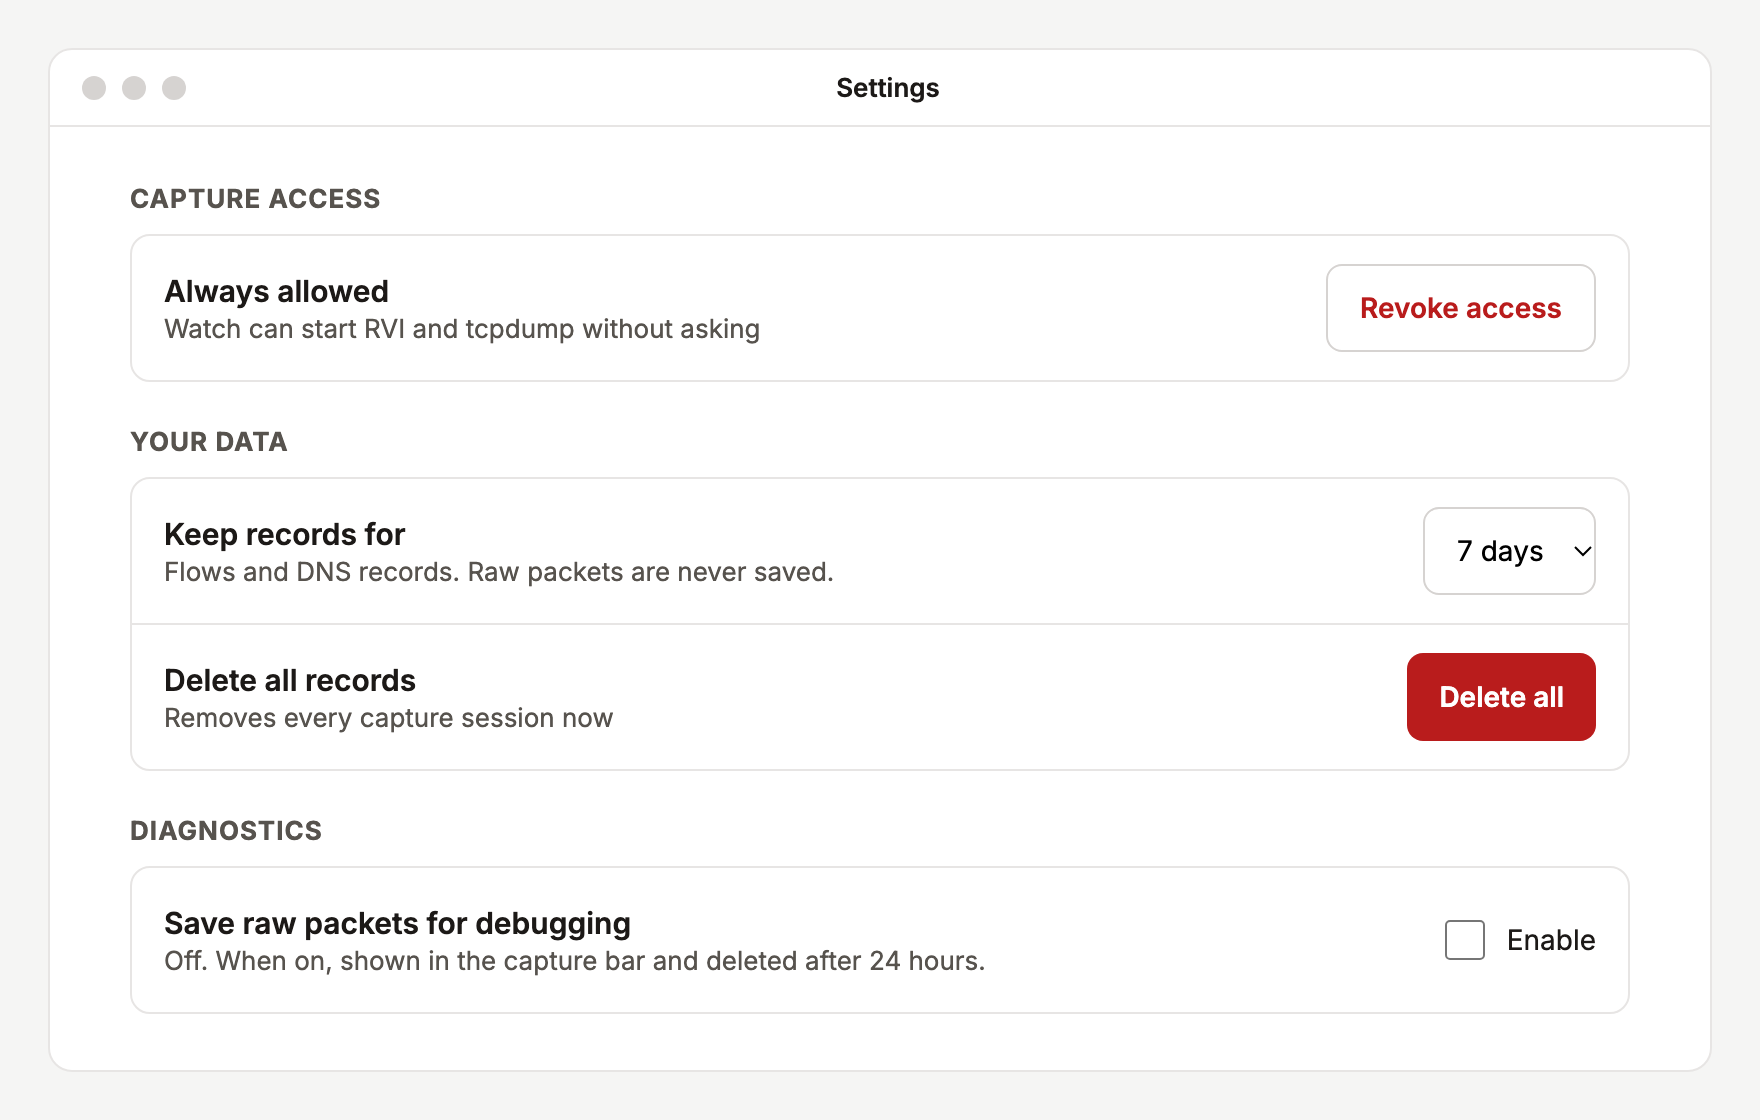 Settings
CAPTURE ACCESS
Always allowed
Watch can start RVI and tcpdump without asking
Revoke access
YOUR DATA
Keep records for
Flows and DNS records. Raw packets are never saved.
7 days
Delete all records
Removes every capture session now
Delete all
DIAGNOSTICS
Save raw packets for debugging
Off. When on, shown in the capture bar and deleted after 24 hours.
Enable